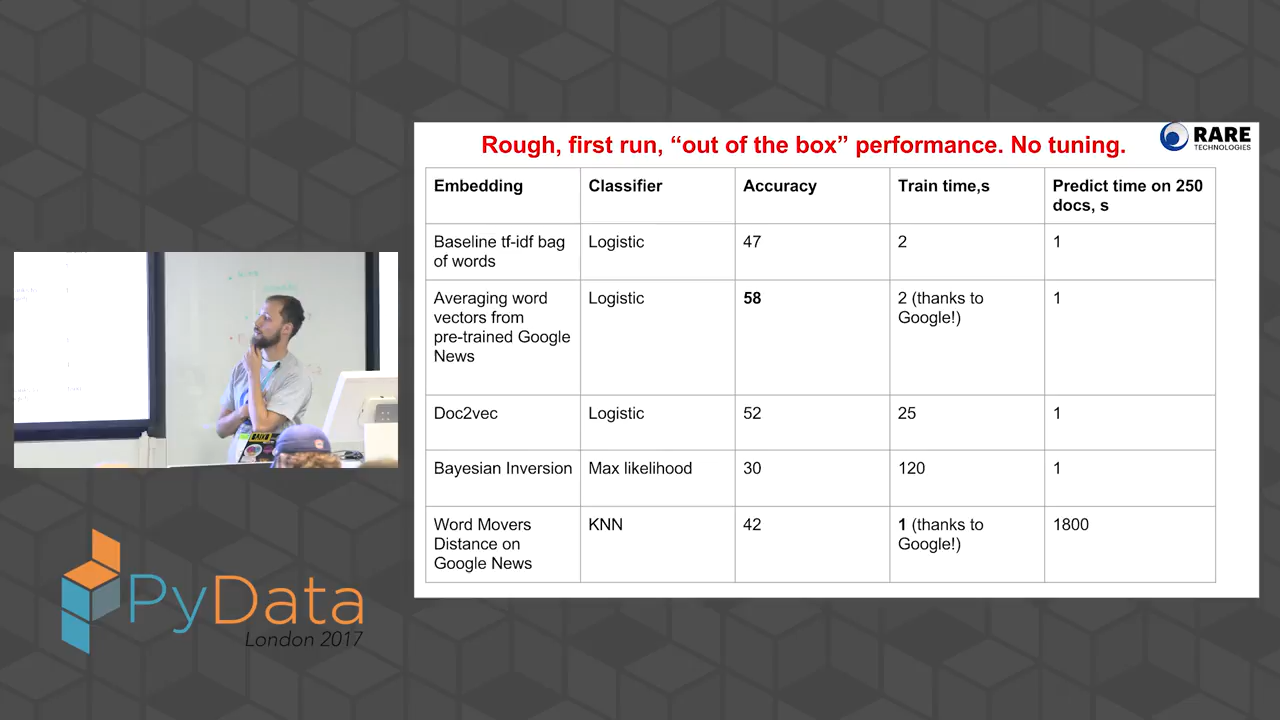 Rough, first run, “out of the box” performance. No tuning.
RARE
TECHNOLOGIES
Embedding
Classifier
Accuracy
Train time,s
Predict time on 250
docs, s
Baseline tf-idf bag
of words
Logistic
47
2
1
Averaging word
vectors from
pre-trained Google
News
Logistic
58
2 (thanks to
Google!)
1
Doc2vec
Logistic
52
25
1
Bayesian Inversion
Max likelihood
30
120
1
Word Movers
Distance on
Google News
KNN
42
1 (thanks to
Google!)
1800
PyData
London 2017